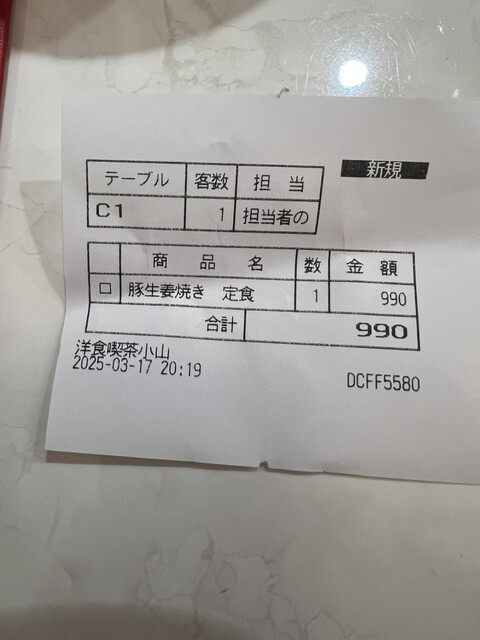 新規
テーブル 客数 担当
C1 1 担当者の
商品名 数 金額
□ 豚生姜焼き 定食 1 990
合計 990
洋食喫茶小山
2025-03-17 20:19 DCFF5580